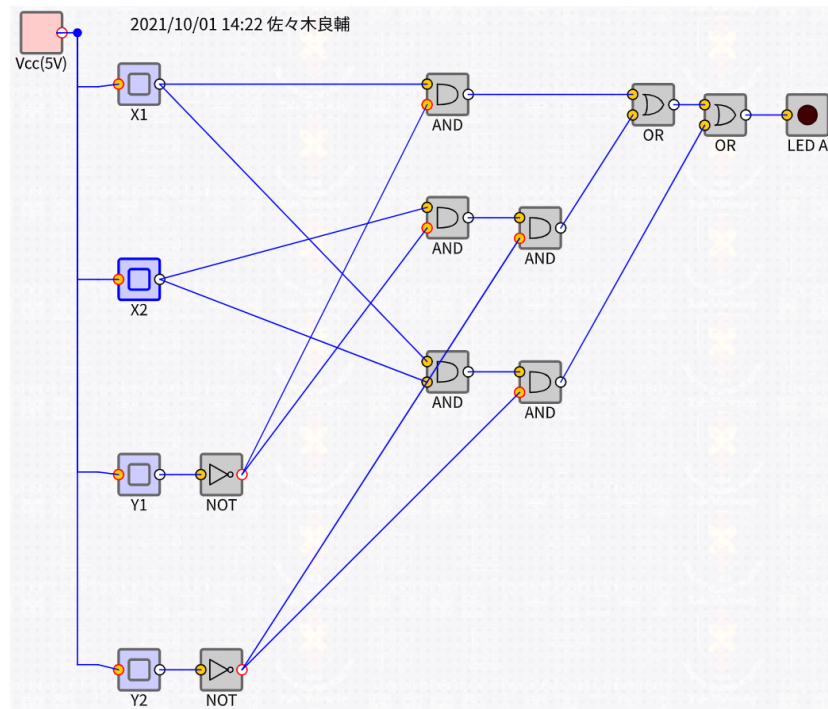 2021/10/01 14:22 佐々木良輔
Vcc(5V)
X1
AND
OR
OR
LED A
AND
AND
X2
AND
AND
Y1
NOT
Y2
NOT